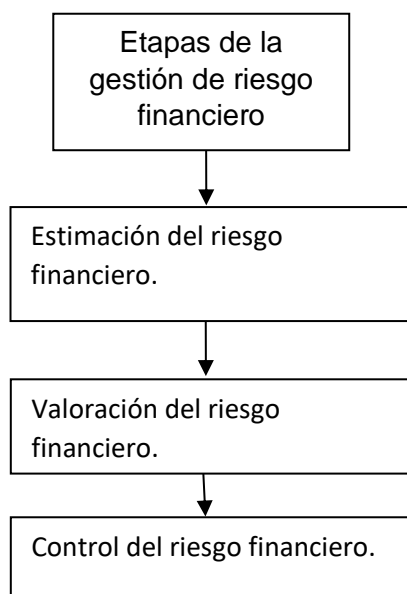 Etapas de la
gestión de riesgo
financiero
Estimación del riesgo
financiero.
Valoración del riesgo
financiero.
Control del riesgo financiero.